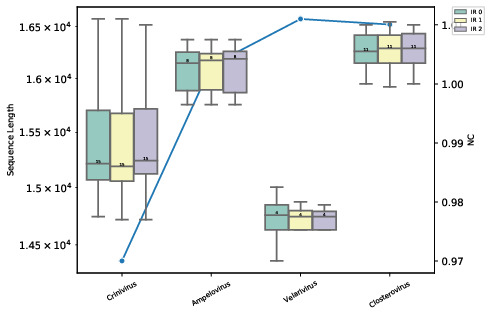 1.65 × 10⁴
1.6 × 10⁴
1.55 × 10⁴
1.5 × 10⁴
1.45 × 10⁴
Sequence Length
15
15
15
8
8
8
4
4
4
11
11
11
Crinivirus
Ampelovirus
Velarivirus
Closterovirus
1.00
0.99
0.98
0.97
NC
IR 0
IR 1
IR 2